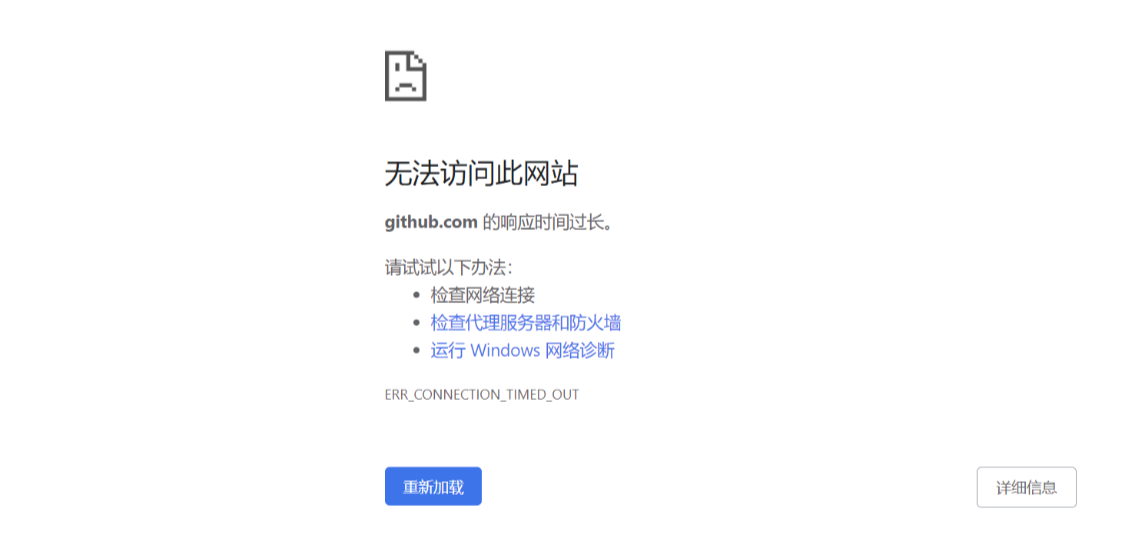 无法访问此网站
github.com 的响应时间过长。
请试试以下办法：
检查网络连接
检查代理服务器和防火墙
运行 Windows 网络诊断
ERR_CONNECTION_TIMED_OUT
重新加载
详细信息